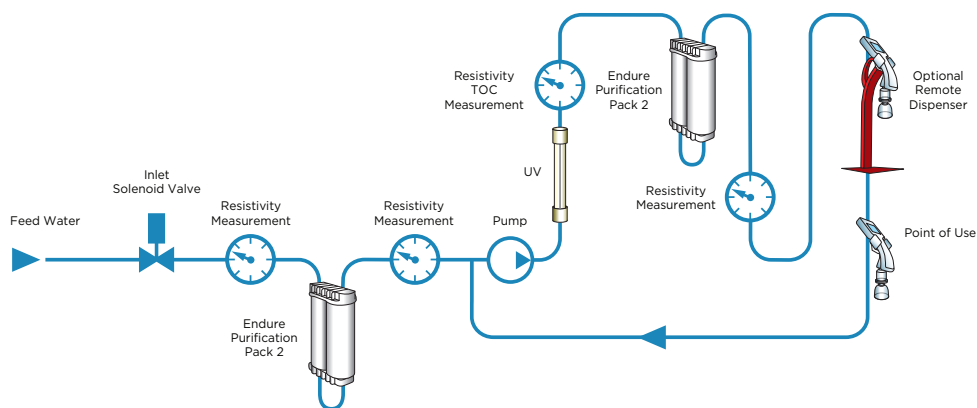 Feed Water
Inlet
Solenoid Valve
Resistivity
Measurement
Endure
Purification
Pack 2
Resistivity
Measurement
Pump
UV
Resistivity
TOC
Measurement
Endure
Purification
Pack 2
Resistivity
Measurement
Optional
Remote
Dispenser
Point of Use